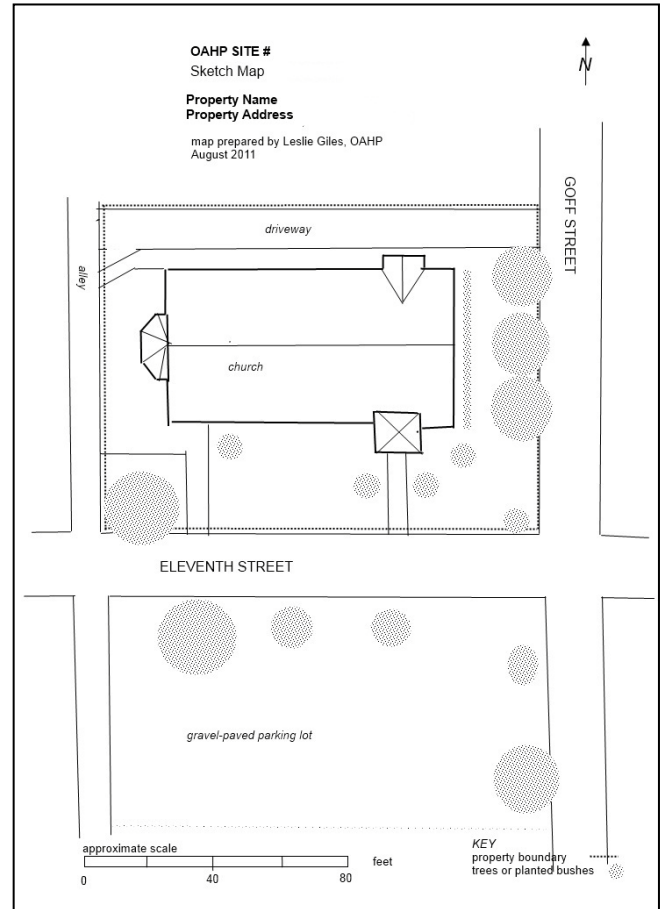 OAHP SITE #
Sketch Map
N
Property Name
Property Address
map prepared by Leslie Giles, OAHP
August 2011
GOFF STREET
driveway
alley
church
ELEVENTH STREET
gravel-paved parking lot
approximate scale
feet
0 40 80
KEY
property boundary
trees or planted bushes